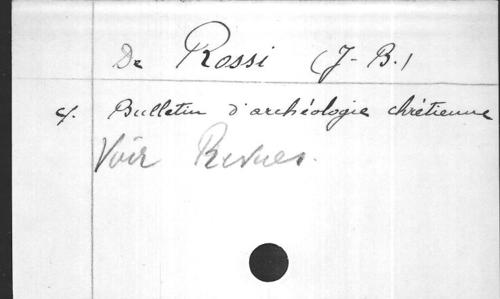 De Rossi (J-B.)
cf. Bulletin d'archéologie chrétienne
Voir Revues.